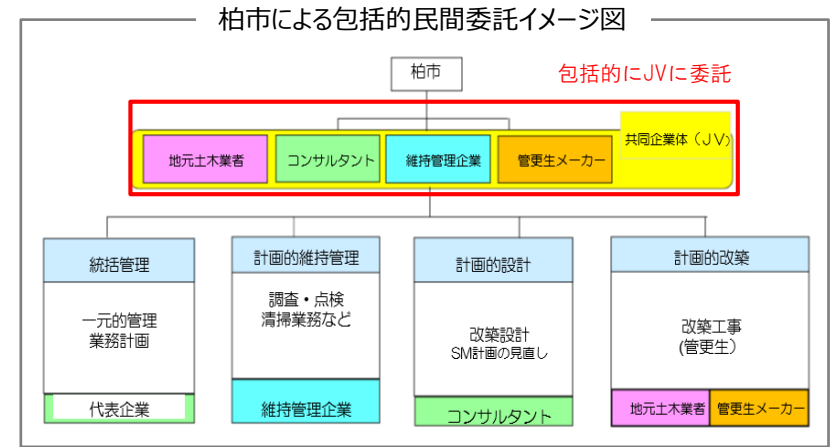 柏市による包括的民間委託イメージ図
柏市
包括的にJVに委託
共同企業体（JV）
地元土木業者
コンサルタント
維持管理企業
管更生メーカー
統括管理
一元的管理
業務計画
代表企業
計画的維持管理
調査・点検
清掃業務など
維持管理企業
計画的設計
改築設計
SM計画の見直し
コンサルタント
計画的改築
改築工事
(管更生）
地元土木業者
管更生メーカー